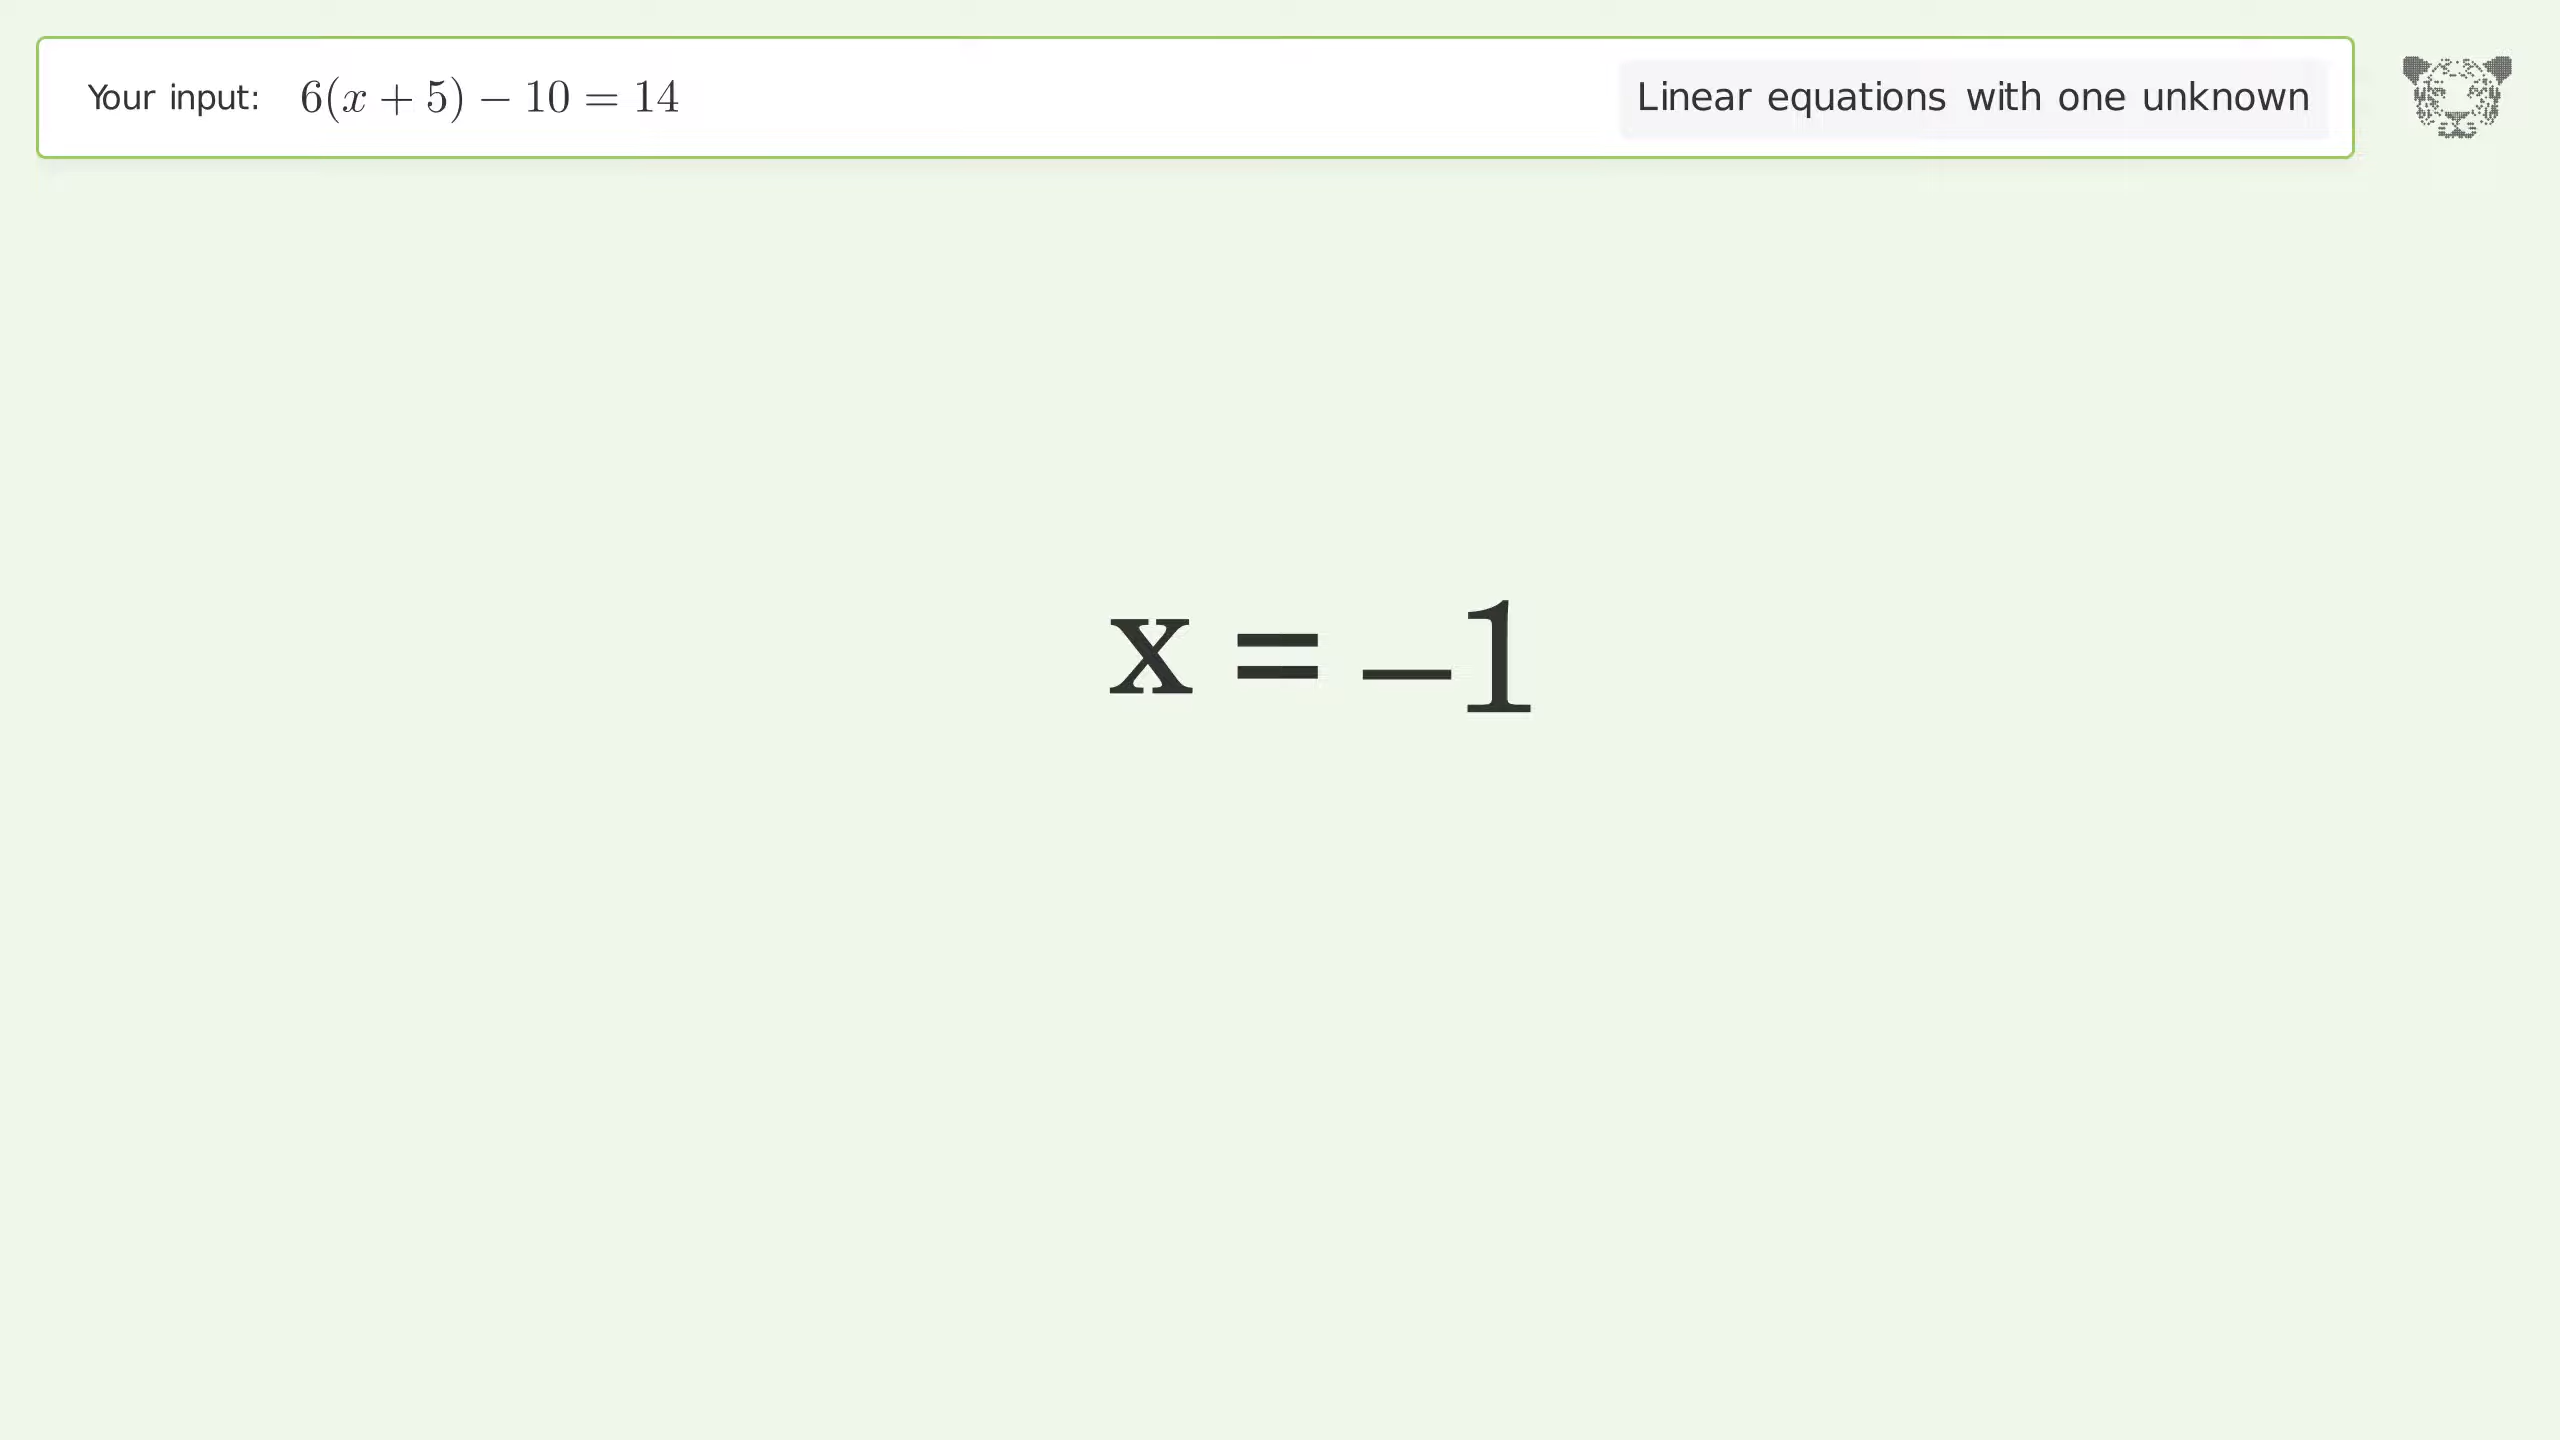 Your input: 6(x + 5) − 10 = 14
Linear equations with one unknown
x = −1